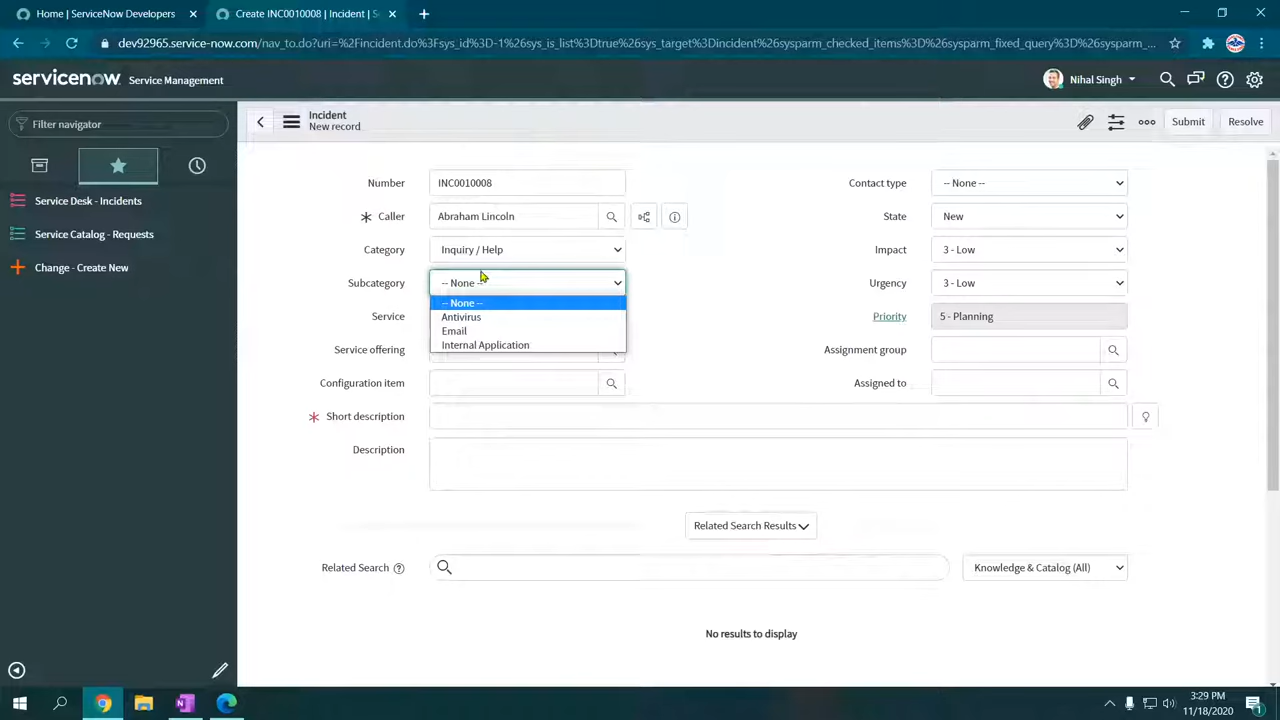 Home | ServiceNow Developers
Create INC0010008 | Incident | S
dev92965.service-now.com/nav_to.do?uri=%2Fincident.do%3Fsys_id%3D-1%26sys_is_list%3Dtrue%26sys_target%3Dincident%26sysparm_checked_items%3D%26sysparm_fixed_query%3D%26sysparm_...
servicenow Service Management
Nihal Singh
Filter navigator
Service Desk - Incidents
Service Catalog - Requests
Change - Create New
Incident
New record
Submit
Resolve
Number INC0010008
Caller Abraham Lincoln
Category Inquiry / Help
Subcategory -- None --
-- None --
Antivirus
Email
Internal Application
Service
Service offering
Configuration item
Contact type -- None --
State New
Impact 3 - Low
Urgency 3 - Low
Priority 5 - Planning
Assignment group
Assigned to
Short description
Description
Related Search Results
Related Search
Knowledge & Catalog (All)
No results to display
3:29 PM
11/18/2020
1